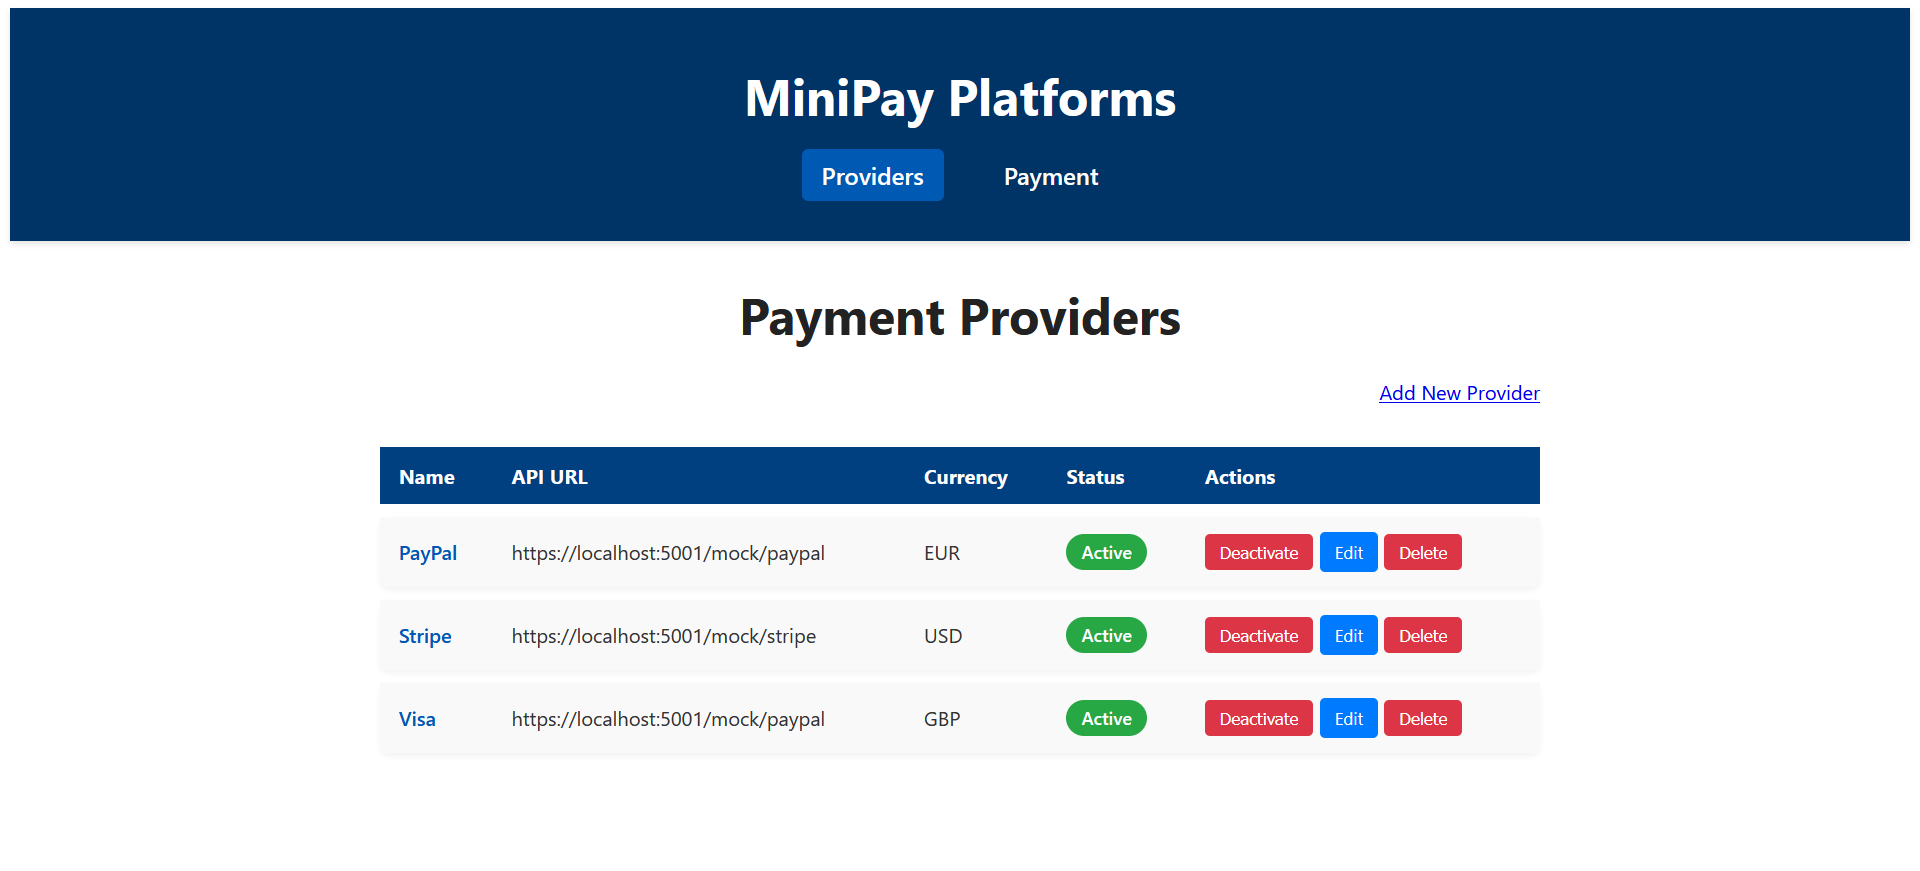 MiniPay Platforms
Providers Payment
Payment Providers
Add New Provider
Name API URL Currency Status Actions
PayPal https://localhost:5001/mock/paypal EUR Active Deactivate Edit Delete
Stripe https://localhost:5001/mock/stripe USD Active Deactivate Edit Delete
Visa https://localhost:5001/mock/paypal GBP Active Deactivate Edit Delete